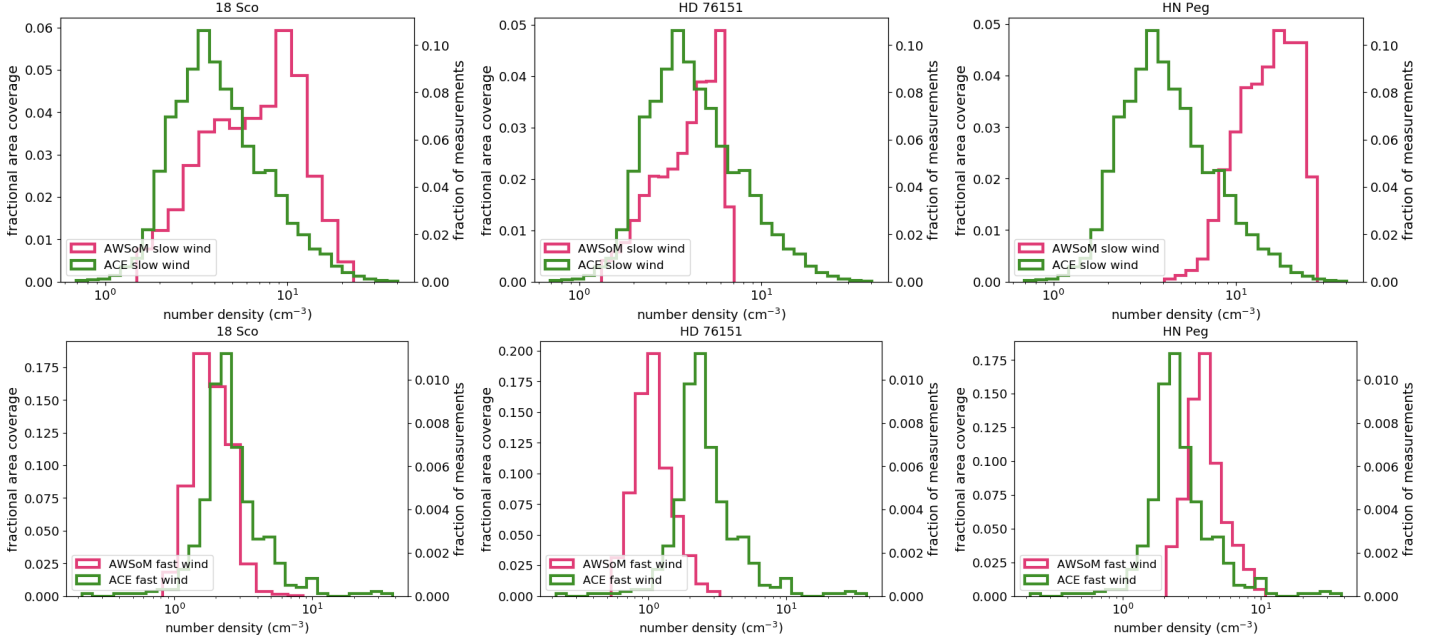 18 Sco
HD 76151
HN Peg
0.06
0.05
0.04
0.03
0.02
0.01
0.00
fractional area coverage
0.10
0.08
0.06
0.04
0.02
0.00
fraction of measurements
AWSoM slow wind
ACE slow wind
10⁰
10¹
number density (cm⁻³)
0.05
0.04
0.03
0.02
0.01
0.00
fractional area coverage
0.10
0.08
0.06
0.04
0.02
0.00
fraction of measurements
AWSoM slow wind
ACE slow wind
10⁰
10¹
number density (cm⁻³)
0.05
0.04
0.03
0.02
0.01
0.00
fractional area coverage
0.10
0.08
0.06
0.04
0.02
0.00
fraction of measurements
AWSoM slow wind
ACE slow wind
10⁰
10¹
number density (cm⁻³)
18 Sco
HD 76151
HN Peg
0.175
0.150
0.125
0.100
0.075
0.050
0.025
0.000
fractional area coverage
0.010
0.008
0.006
0.004
0.002
0.000
fraction of measurements
AWSoM fast wind
ACE fast wind
10⁰
10¹
number density (cm⁻³)
0.200
0.175
0.150
0.125
0.100
0.075
0.050
0.025
0.000
fractional area coverage
0.010
0.008
0.006
0.004
0.002
0.000
fraction of measurements
AWSoM fast wind
ACE fast wind
10⁰
10¹
number density (cm⁻³)
0.175
0.150
0.125
0.100
0.075
0.050
0.025
0.000
fractional area coverage
0.010
0.008
0.006
0.004
0.002
0.000
fraction of measurements
AWSoM fast wind
ACE fast wind
10⁰
10¹
number density (cm⁻³)